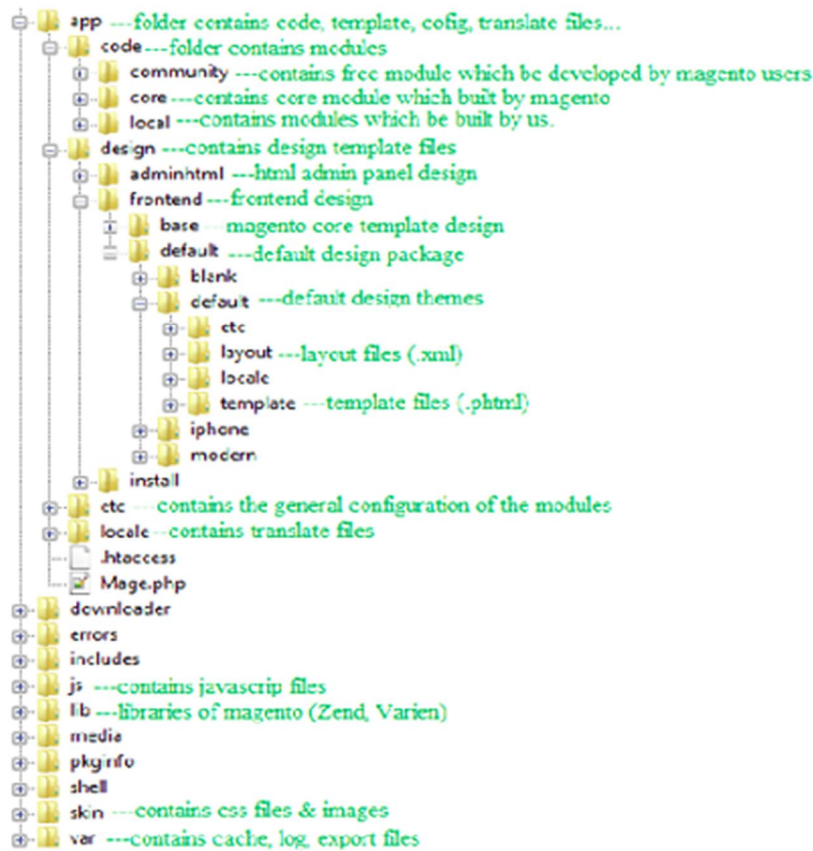 app ---folder contains code, template, cofig, translate files...
code---folder contains modules
community ---contains free module which be developed by magento users
core---contains core module which built by magento
local ---contains modules which be built by us.
design ---contains design template files
adminhtml ---html admin panel design
frontend ---frontend design
base ---magento core template design
default ---default design package
blank
default ---default design themes
etc
layout ---layout files (.xml)
locale
template ---template files (.phtml)
iphone
modern
install
etc ---contains the general configuration of the modules
locale---contains translate files
.htaccess
Mage.php
downloader
errors
includes
js ---contains javascrip files
lib ---libraries of magento (Zend, Varien)
media
pkginfo
shell
skin ---contains css files & images
var ---contains cache, log, export files